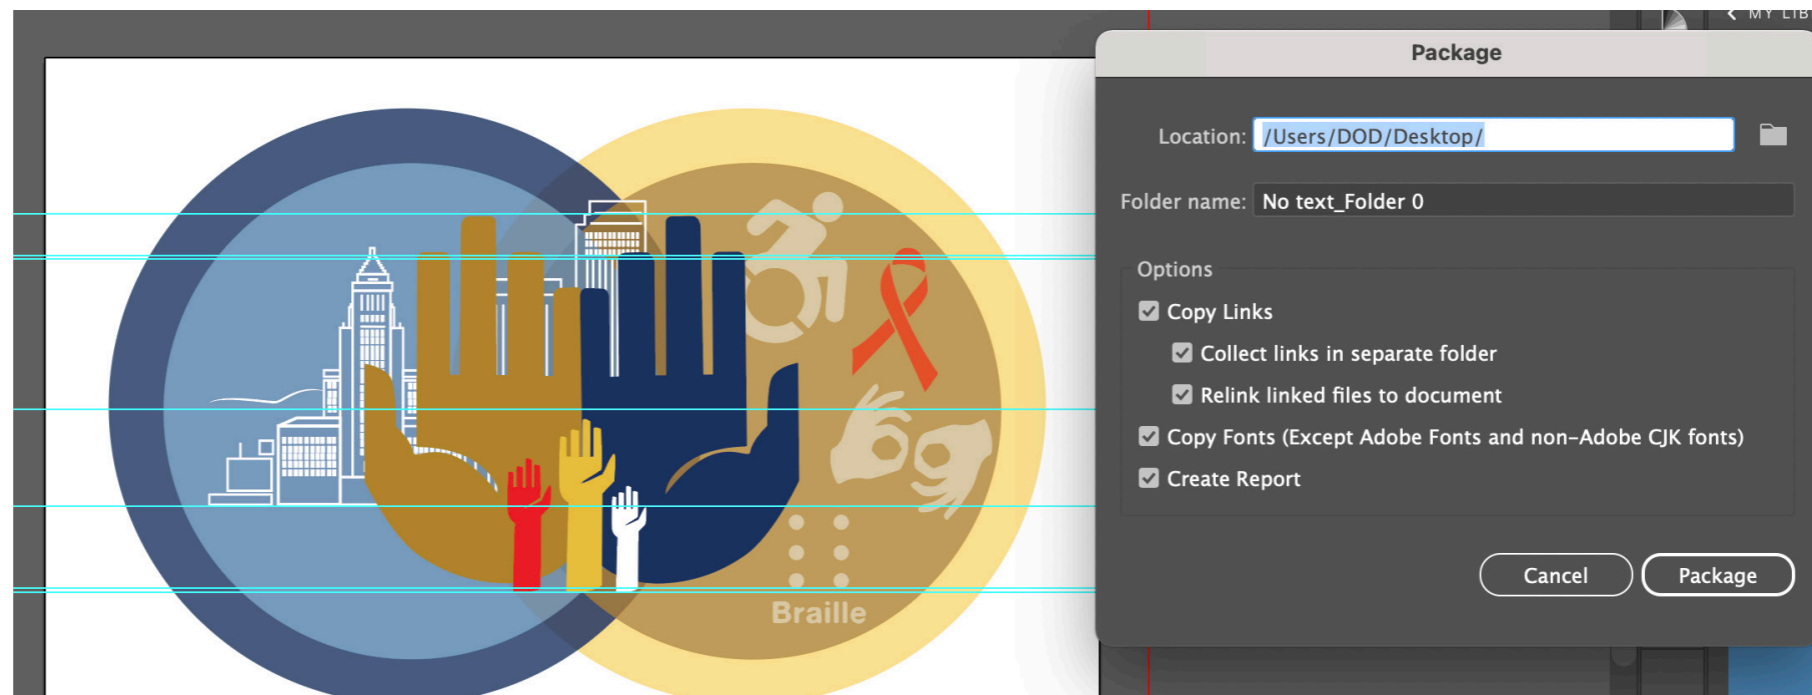 MY LIB
Package
Location: /Users/DOD/Desktop/
Folder name: No text_Folder 0
Options
Copy Links
Collect links in separate folder
Relink linked files to document
Copy Fonts (Except Adobe Fonts and non-Adobe CJK fonts)
Create Report
Cancel Package
Braille